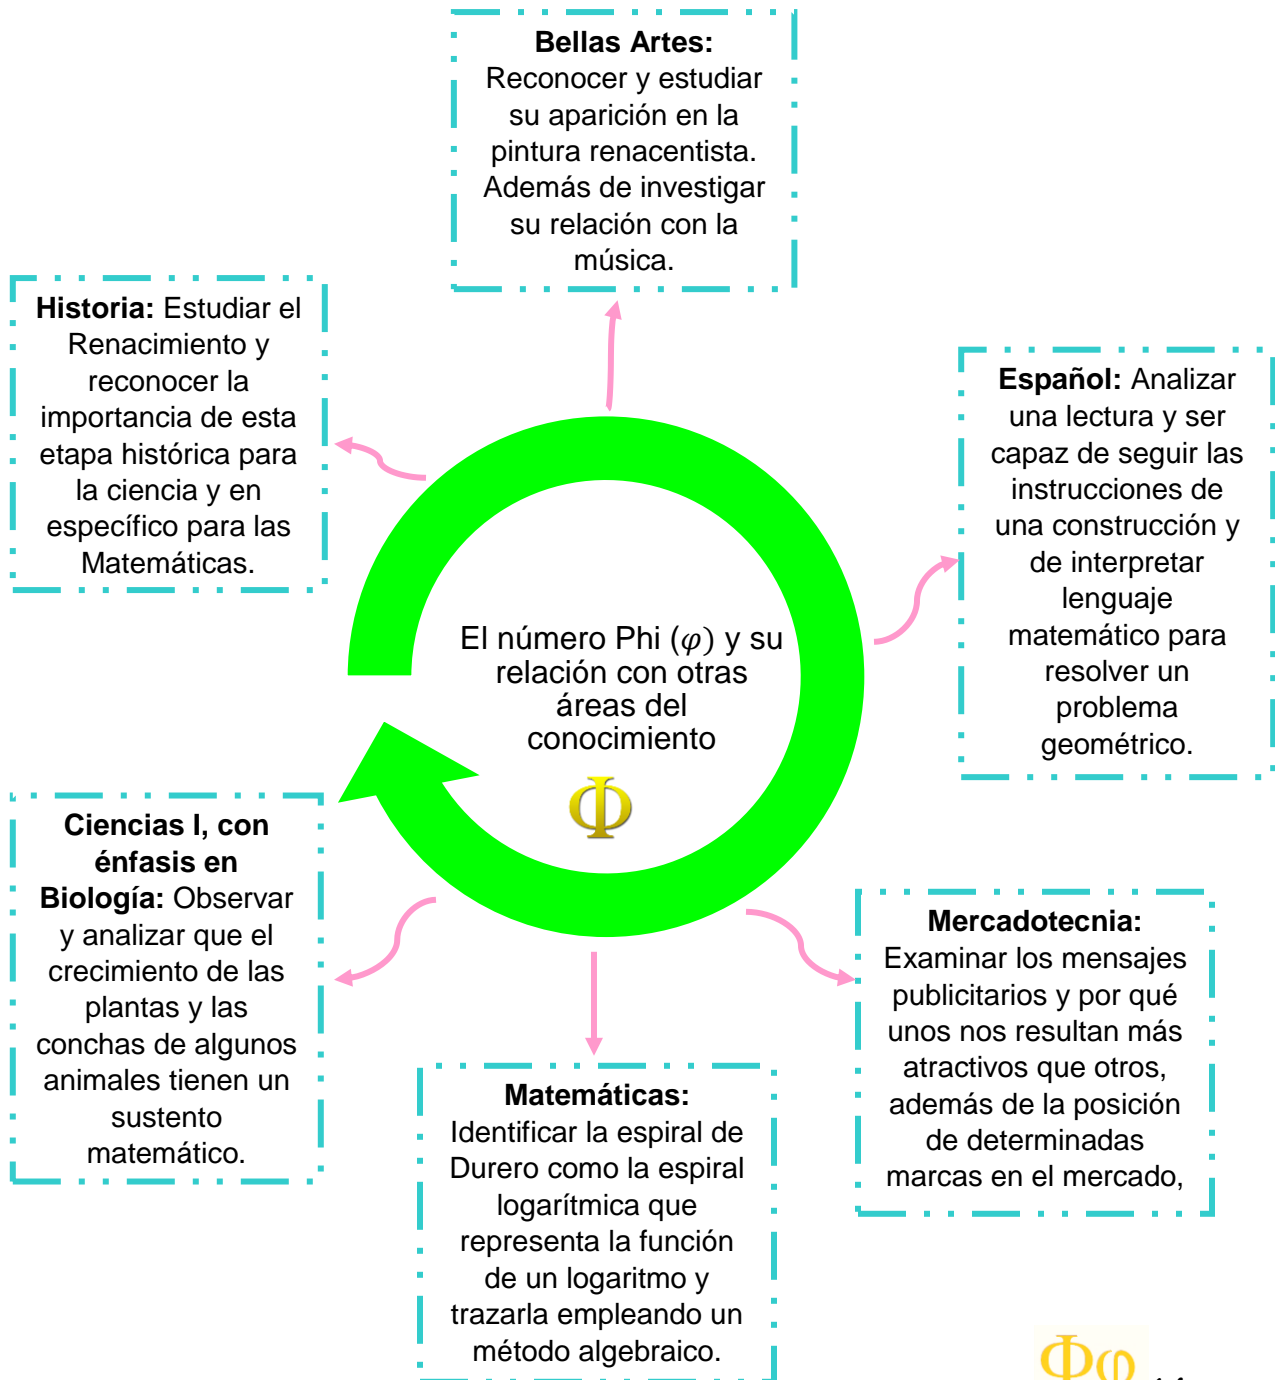 Bellas Artes:
Reconocer y estudiar
su aparición en la
pintura renacentista.
Además de investigar
su relación con la
música.
Historia: Estudiar el
Renacimiento y
reconocer la
importancia de esta
etapa histórica para
la ciencia y en
específico para las
Matemáticas.
Español: Analizar
una lectura y ser
capaz de seguir las
instrucciones de
una construcción y
de interpretar
lenguaje
matemático para
resolver un
problema
geométrico.
El número Phi (φ) y su
relación con otras
áreas del
conocimiento
Φ
Ciencias I, con
énfasis en
Biología: Observar
y analizar que el
crecimiento de las
plantas y las
conchas de algunos
animales tienen un
sustento
matemático.
Mercadotecnia:
Examinar los mensajes
publicitarios y por qué
unos nos resultan más
atractivos que otros,
además de la posición
de determinadas
marcas en el mercado,
Matemáticas:
Identificar la espiral de
Durero como la espiral
logarítmica que
representa la función
de un logaritmo y
trazarla empleando un
método algebraico.
Φφ